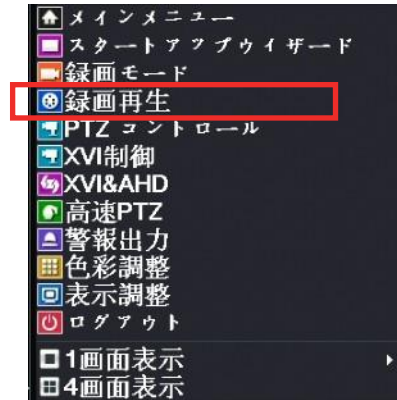 メインメニュー
スタートアップウィザード
録画モード
録画再生
PTZ コントロール
XVI制御
XVI&AHD
高速PTZ
警報出力
色彩調整
表示調整
ログアウト
1画面表示
4画面表示